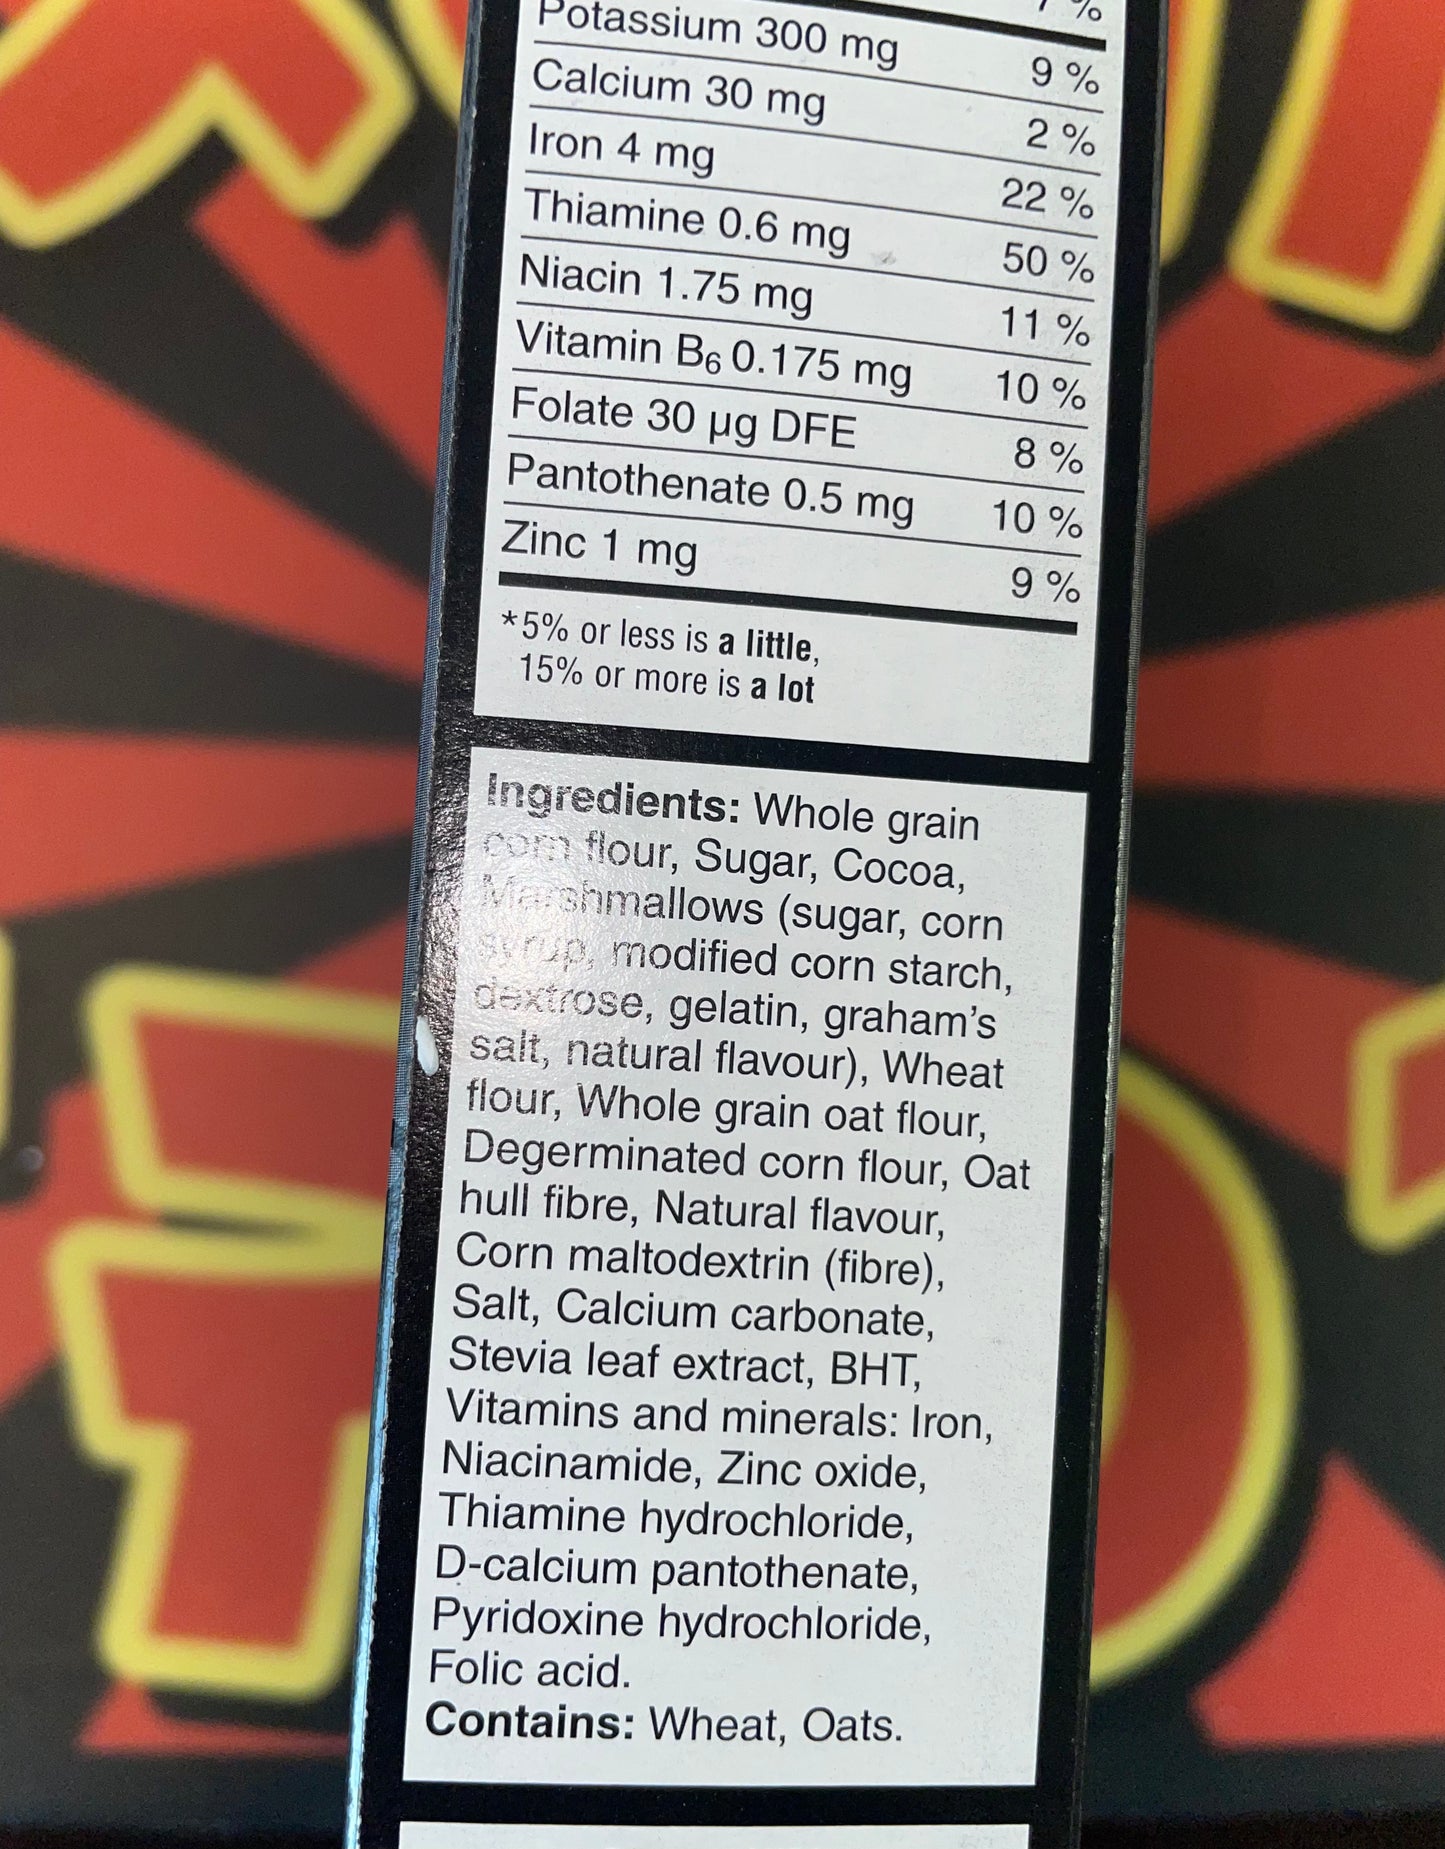 7 %
Potassium 300 mg 9 %
Calcium 30 mg 2 %
Iron 4 mg 22 %
Thiamine 0.6 mg 50 %
Niacin 1.75 mg 11 %
Vitamin B₆ 0.175 mg 10 %
Folate 30 µg DFE 8 %
Pantothenate 0.5 mg 10 %
Zinc 1 mg 9 %
*5% or less is a little,
15% or more is a lot
Ingredients: Whole grain
corn flour, Sugar, Cocoa,
Marshmallows (sugar, corn
syrup, modified corn starch,
dextrose, gelatin, graham's
salt, natural flavour), Wheat
flour, Whole grain oat flour,
Degerminated corn flour, Oat
hull fibre, Natural flavour,
Corn maltodextrin (fibre),
Salt, Calcium carbonate,
Stevia leaf extract, BHT,
Vitamins and minerals: Iron,
Niacinamide, Zinc oxide,
Thiamine hydrochloride,
D-calcium pantothenate,
Pyridoxine hydrochloride,
Folic acid.
Contains: Wheat, Oats.